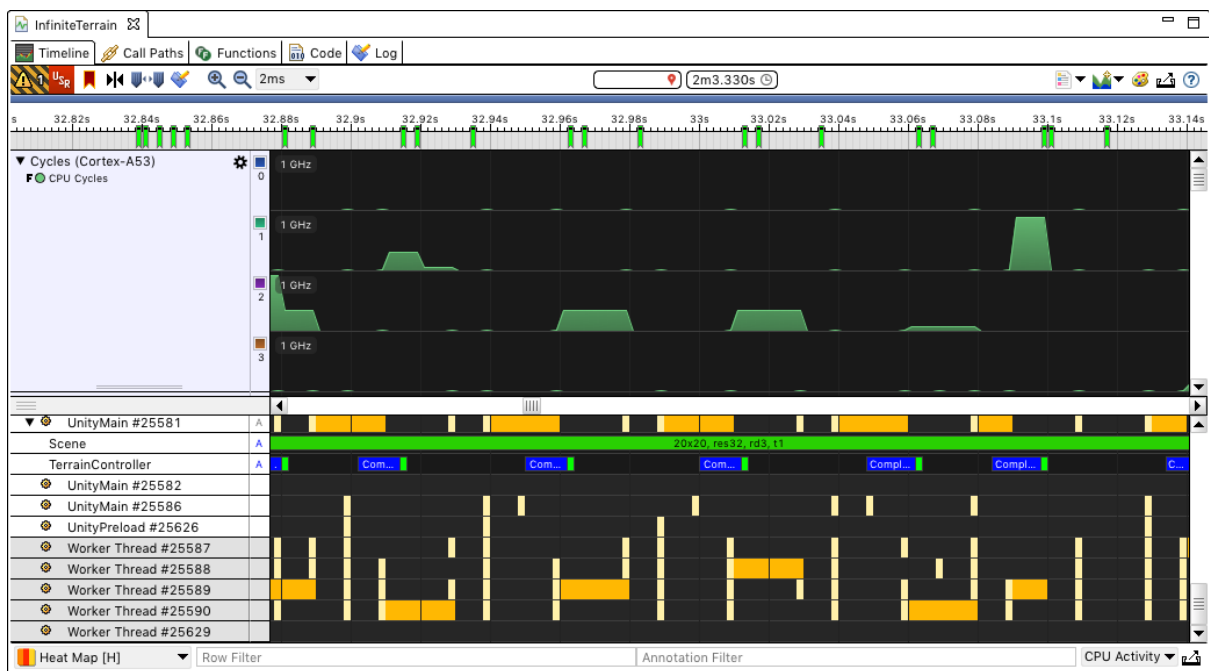 InfiniteTerrain
Timeline Call Paths Functions Code Log
1 USR 2ms 2m3.330s
s 32.82s 32.84s 32.86s 32.88s 32.9s 32.92s 32.94s 32.96s 32.98s 33s 33.02s 33.04s 33.06s 33.08s 33.1s 33.12s 33.14s
Cycles (Cortex-A53) 1 GHz
F CPU Cycles 0
1 GHz
1
1 GHz
2
1 GHz
3
UnityMain #25581 A
Scene A 20x20, res32, rd3, t1
TerrainController A . Com... Com... Com... Compl... Compl... C...
UnityMain #25582
UnityMain #25586
UnityPreload #25626
Worker Thread #25587
Worker Thread #25588
Worker Thread #25589
Worker Thread #25590
Worker Thread #25629
Heat Map [H] Row Filter Annotation Filter CPU Activity